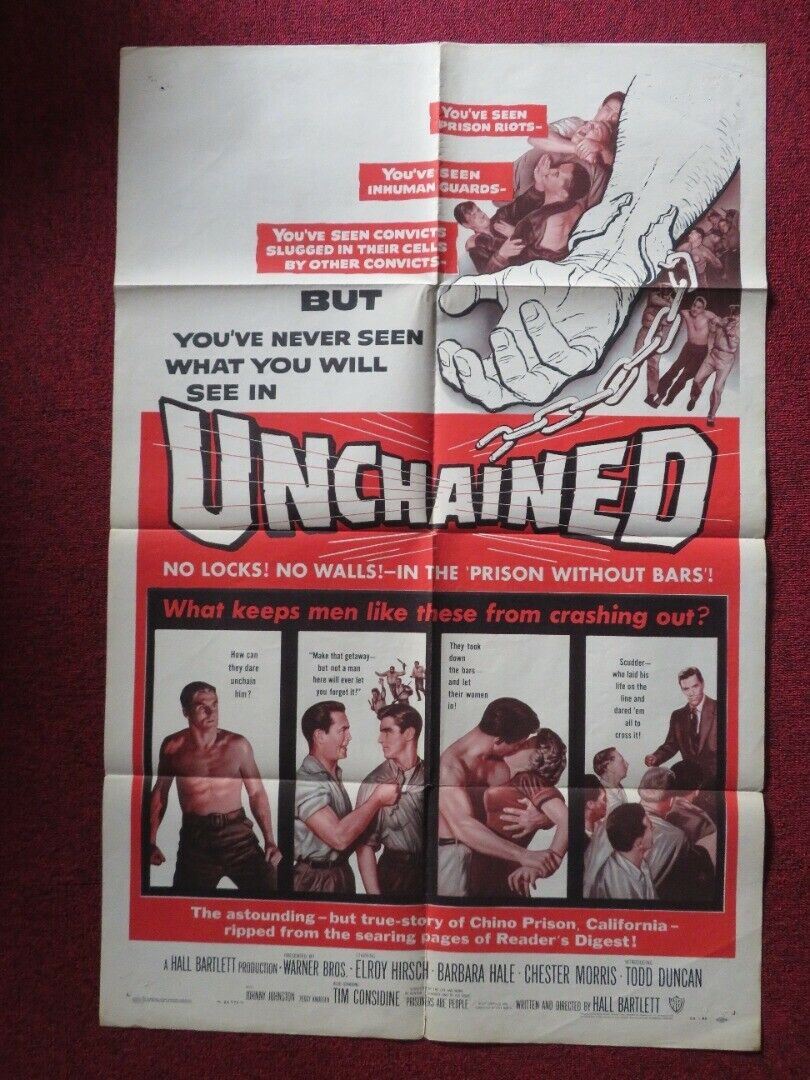 YOU'VE SEEN
PRISON RIOTS-
YOU'VE SEEN
INHUMAN GUARDS-
YOU'VE SEEN CONVICTS
SLUGGED IN THEIR CELLS
BY OTHER CONVICTS-
BUT
YOU'VE NEVER SEEN
WHAT YOU WILL
SEE IN
UNCHAINED
NO LOCKS! NO WALLS!-IN THE 'PRISON WITHOUT BARS'!
What keeps men like these from crashing out?
How can
they dare
unchain
him?
"Make that getaway-
but not a man
here will ever let
you forget it!"
They took
down
the bars-
and let
their women
in!
Scudder-
who laid his
life on the
line and
dared 'em
all to
cross it!
The astounding-but true-story of Chino Prison, California-
ripped from the searing pages of Reader's Digest!
A HALL BARTLETT PRODUCTION · PRESENTED BY WARNER BROS. · STARRING ELROY HIRSCH · BARBARA HALE · CHESTER MORRIS · INTRODUCING TODD DUNCAN
JOHNNY JOHNSTON TIM CONSIDINE PRISONERS ARE PEOPLE WRITTEN AND DIRECTED BY HALL BARTLETT